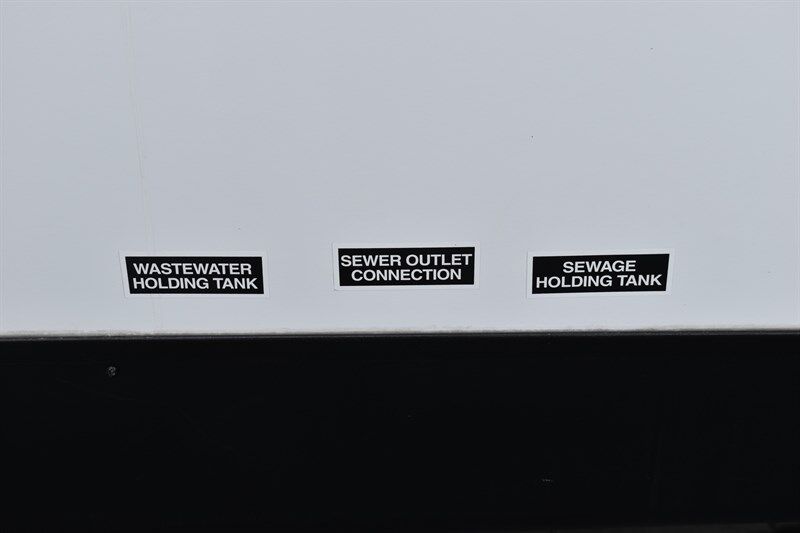 WASTEWATER
HOLDING TANK
SEWER OUTLET
CONNECTION
SEWAGE
HOLDING TANK